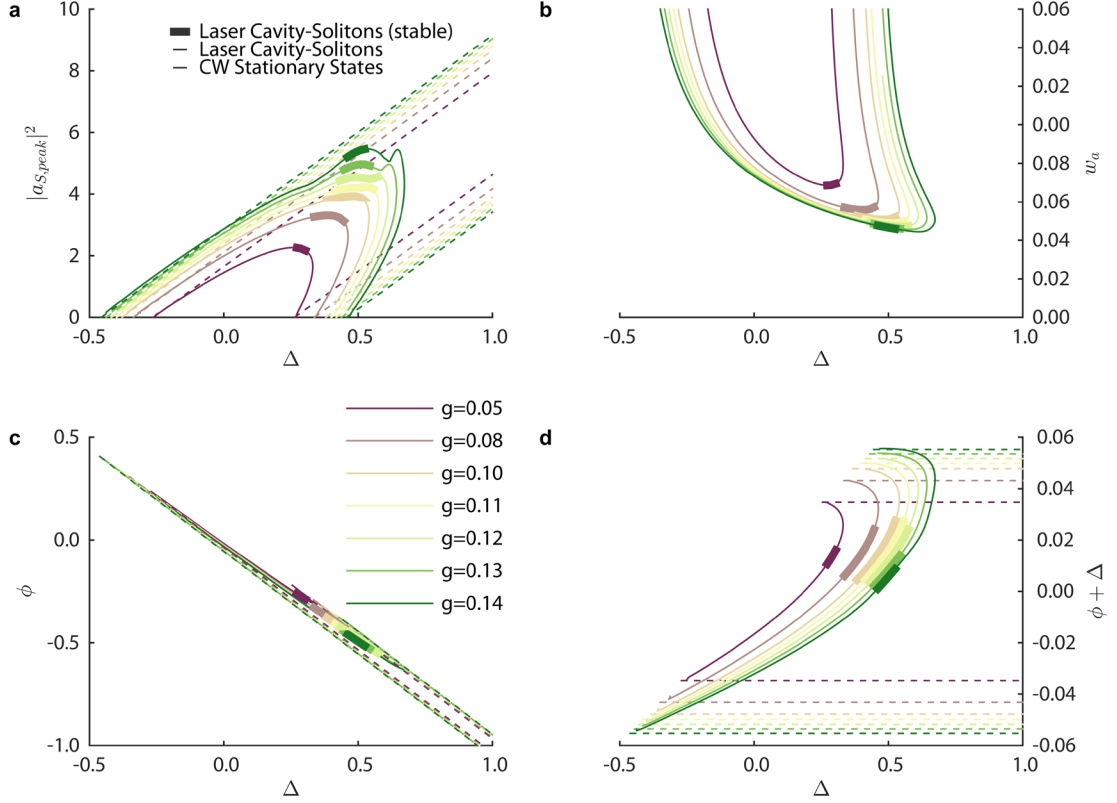 a
10
8
6
4
2
0
|a_{S,peak}|^2
Laser Cavity-Solitons (stable)
Laser Cavity-Solitons
CW Stationary States
-0.5
0.0
0.5
1.0
Δ
b
0.06
0.04
0.02
0.00
0.08
0.06
0.04
0.02
0.00
w_a
-0.5
0.0
0.5
1.0
Δ
c
0.5
0.0
-0.5
-1.0
ϕ
g=0.05
g=0.08
g=0.10
g=0.11
g=0.12
g=0.13
g=0.14
-0.5
0.0
0.5
1.0
Δ
d
0.06
0.04
0.02
0.00
-0.02
-0.04
-0.06
ϕ + Δ
-0.5
0.0
0.5
1.0
Δ